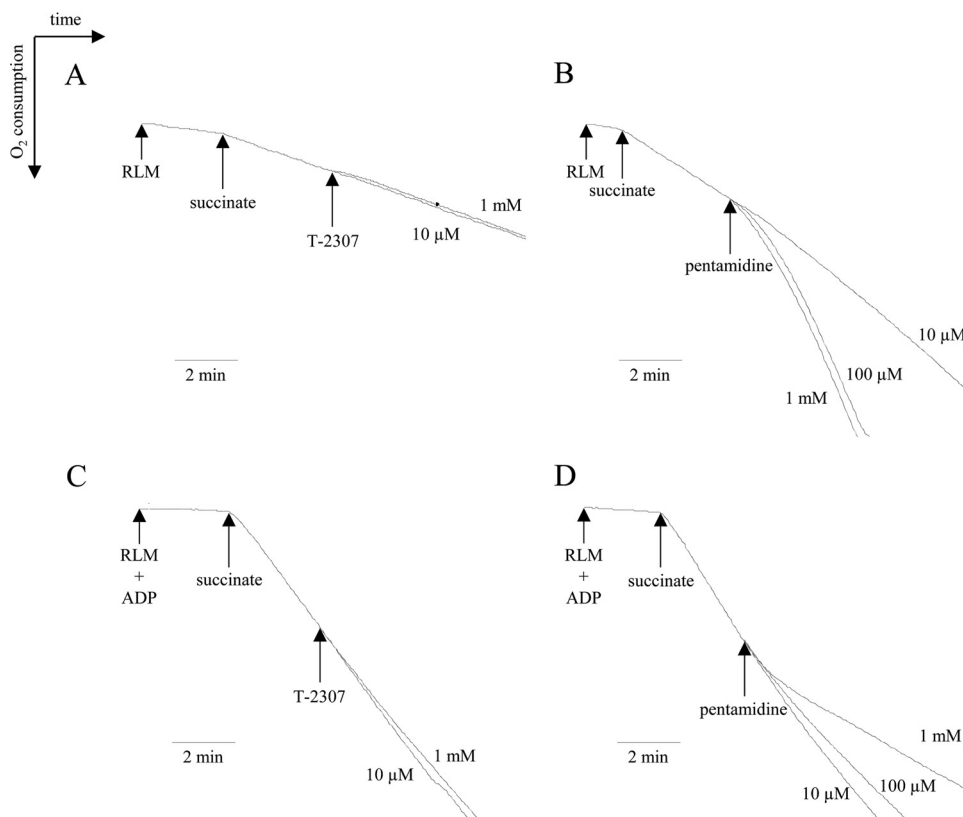 time
O2 consumption
A
RLM
succinate
T-2307
1 mM
10 µM
2 min
B
RLM
succinate
pentamidine
10 µM
100 µM
1 mM
2 min
C
RLM
+
ADP
succinate
T-2307
1 mM
10 µM
2 min
D
RLM
+
ADP
succinate
pentamidine
1 mM
100 µM
10 µM
2 min